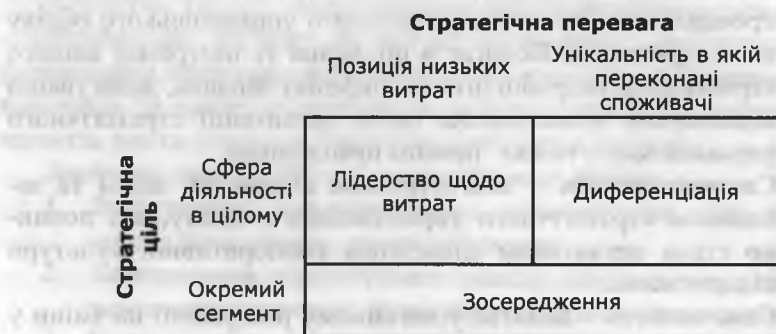 Стратегічна перевага
Позиція низьких
витрат
Унікальність в якій
переконані
споживачі
Стратегічна
ціль
Сфера
діяльності
в цілому
Лідерство щодо
витрат
Диференціація
Окремий
сегмент
Зосередження